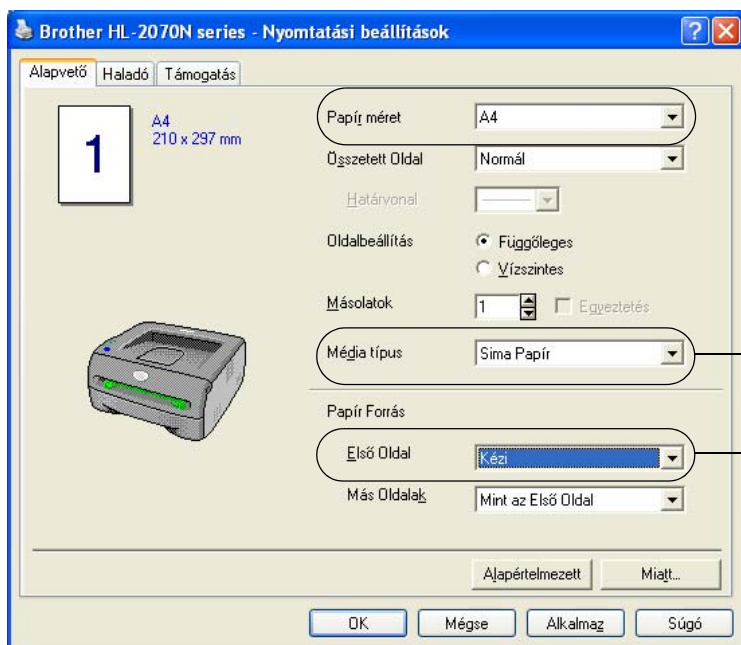 Brother HL-2070N series - Nyomtatási beállítások
Alapvető Haladó Támogatás
1
A4
210 x 297 mm
Papír méret A4
Összetett Oldal Normál
Határvonal
Oldalbeállítás Függőleges
Vízszintes
Másolatok 1 Egyeztetés
Média típus Sima Papír
Papír Forrás
Első Oldal Kézi
Más Oldalak Mint az Első Oldal
Alapértelmezett Miatt...
OK Mégse Alkalmaz Súgó